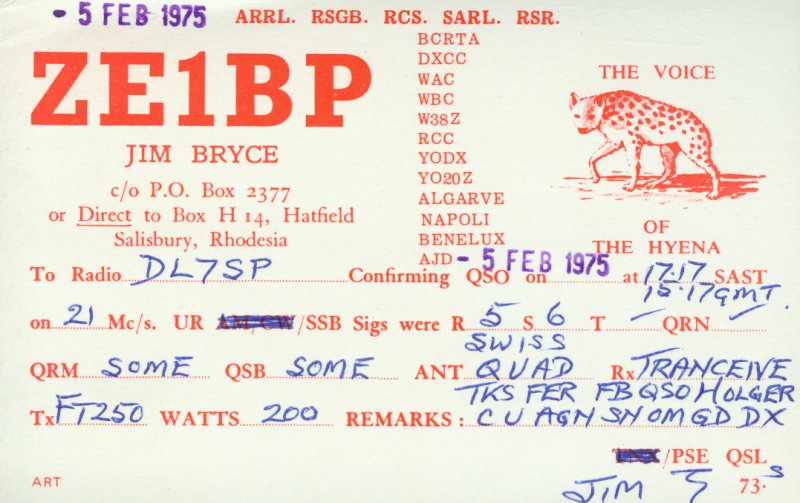 - 5 FEB 1975 ARRL. RSGB. RCS. SARL. RSR.
ZE1BP
JIM BRYCE
c/o P.O. Box 2377
or Direct to Box H 14, Hatfield
Salisbury, Rhodesia
BCRTA
DXCC
WAC
WBC
W38Z
RCC
YODX
YO20Z
ALGARVE
NAPOLI
BENELUX
AJD
THE VOICE
OF
THE HYENA
To Radio DL7SP Confirming QSO on - 5 FEB 1975 at 17.17 SAST
15.17 GMT.
on 21 Mc/s. UR AM/CW/SSB Sigs were R 5 S 6 T — QRN —
QRM SOME QSB SOME ANT SWISS QUAD Rx TRANCEIVE
Tx FT250 WATTS 200 REMARKS: TKS FER FB QSO HOLGER
C U AGN SN OM GD DX
TNX/PSE QSL
JIM 73's
ART